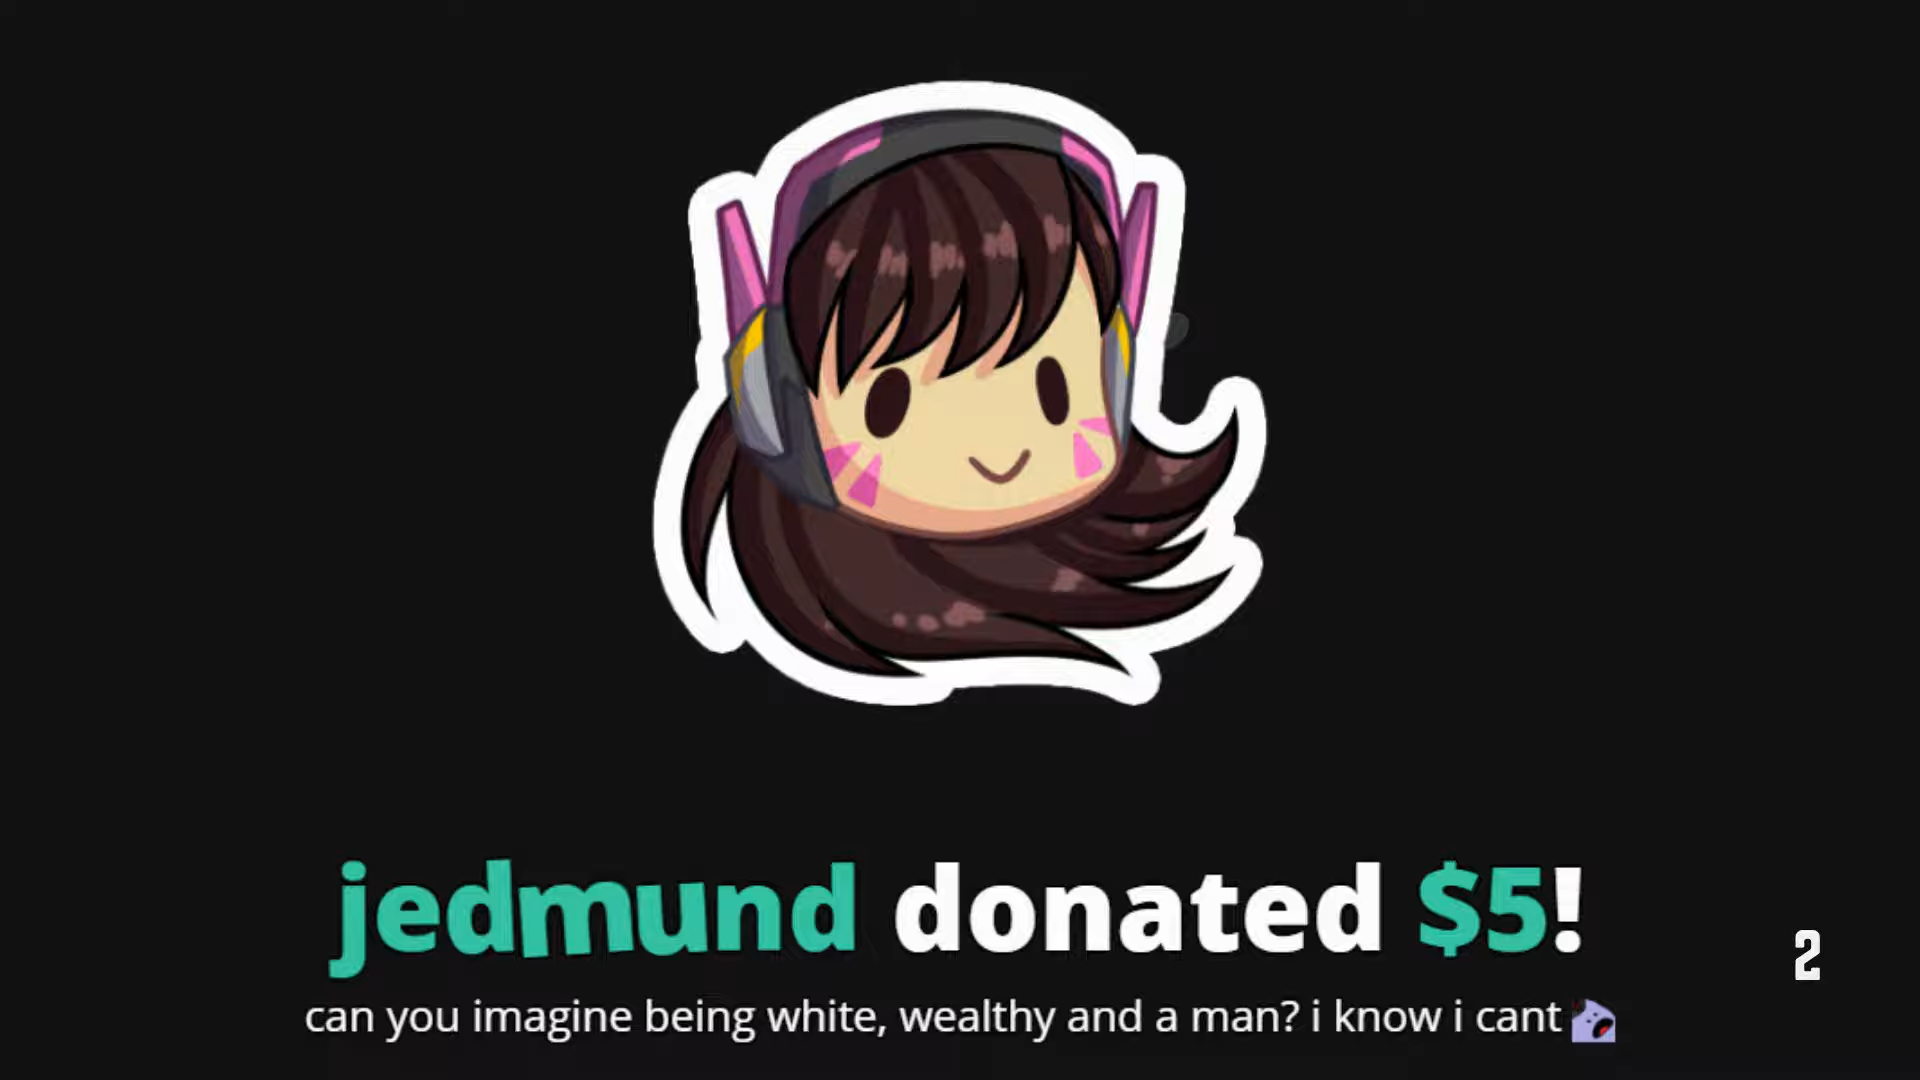 jedmund donated $5!
2
can you imagine being white, wealthy and a man? i know i cant